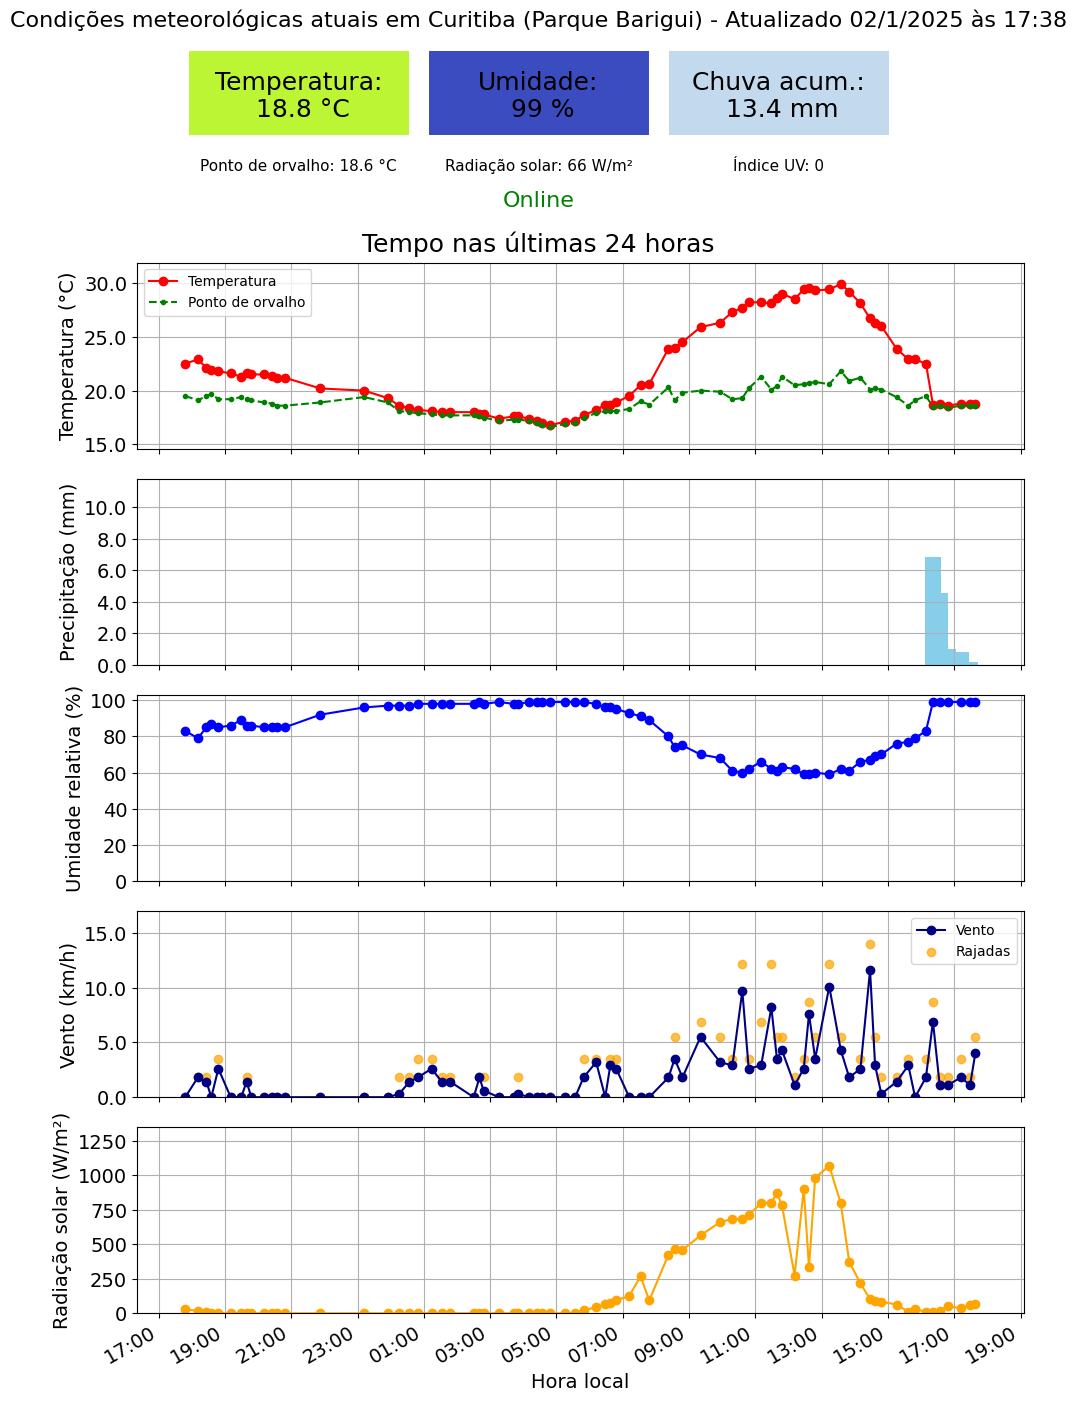 Condições meteorológicas atuais em Curitiba (Parque Barigui) - Atualizado 02/1/2025 às 17:38
Temperatura:
18.8 °C
Umidade:
99 %
Chuva acum.:
13.4 mm
Ponto de orvalho: 18.6 °C
Radiação solar: 66 W/m²
Índice UV: 0
Online
Tempo nas últimas 24 horas
Temperatura (°C)
30.0
25.0
20.0
15.0
Temperatura
Ponto de orvalho
Precipitação (mm)
10.0
8.0
6.0
4.0
2.0
0.0
Umidade relativa (%)
100
80
60
40
20
0
Vento (km/h)
15.0
10.0
5.0
0.0
Vento
Rajadas
Radiação solar (W/m²)
1250
1000
750
500
250
0
17:00
19:00
21:00
23:00
01:00
03:00
05:00
07:00
09:00
11:00
13:00
15:00
17:00
19:00
Hora local